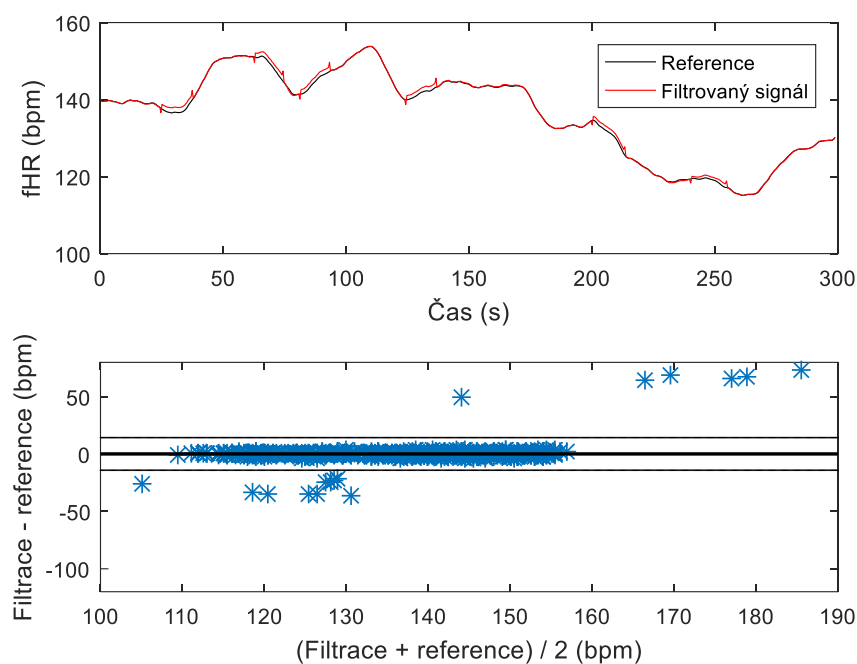 160
140
120
100
fHR (bpm)
Reference
Filtrovaný signál
0 50 100 150 200 250 300
Čas (s)
50
0
-50
-100
Filtrace - reference (bpm)
100 110 120 130 140 150 160 170 180 190
(Filtrace + reference) / 2 (bpm)